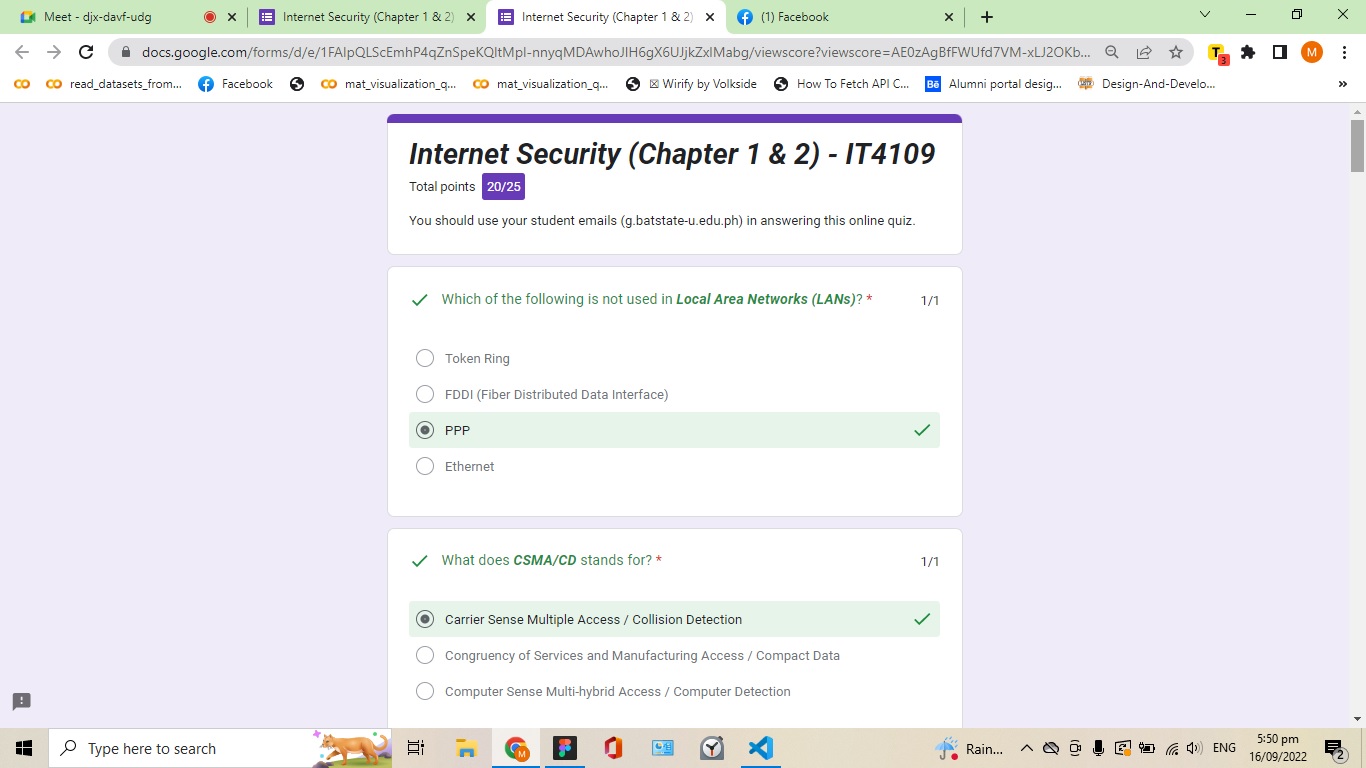 Meet - djx-davf-udg
Internet Security (Chapter 1 & 2)
Internet Security (Chapter 1 & 2)
(1) Facebook
docs.google.com/forms/d/e/1FAIpQLScEmhP4qZnSpeKQltMpI-nnyqMDAwhoJIH6gX6UJjkZxIMabg/viewscore?viewscore=AE0zAgBfFWUfd7VM-xLJ2OKb...
T
3
M
read_datasets_from...
Facebook
mat_visualization_q...
mat_visualization_q...
☒ Wirify by Volkside
How To Fetch API C...
Bē
Alumni portal desig...
Design-And-Develo...
»
Internet Security (Chapter 1 & 2) - IT4109
Total points 20/25
You should use your student emails (g.batstate-u.edu.ph) in answering this online quiz.
Which of the following is not used in Local Area Networks (LANs)? *
1/1
Token Ring
FDDI (Fiber Distributed Data Interface)
PPP
Ethernet
What does CSMA/CD stands for? *
1/1
Carrier Sense Multiple Access / Collision Detection
Congruency of Services and Manufacturing Access / Compact Data
Computer Sense Multi-hybrid Access / Computer Detection
Type here to search
M
Rain...
ENG
5:50 pm
16/09/2022
2